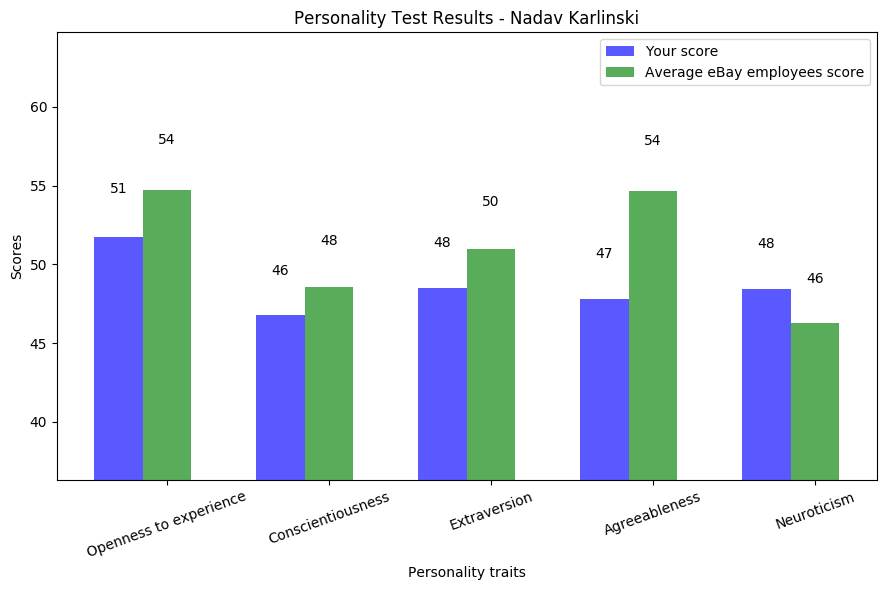 Personality Test Results - Nadav Karlinski
Your score
Average eBay employees score
Scores
60
55
50
45
40
51
54
46
48
48
50
47
54
48
46
Openness to experience
Conscientiousness
Extraversion
Agreeableness
Neuroticism
Personality traits